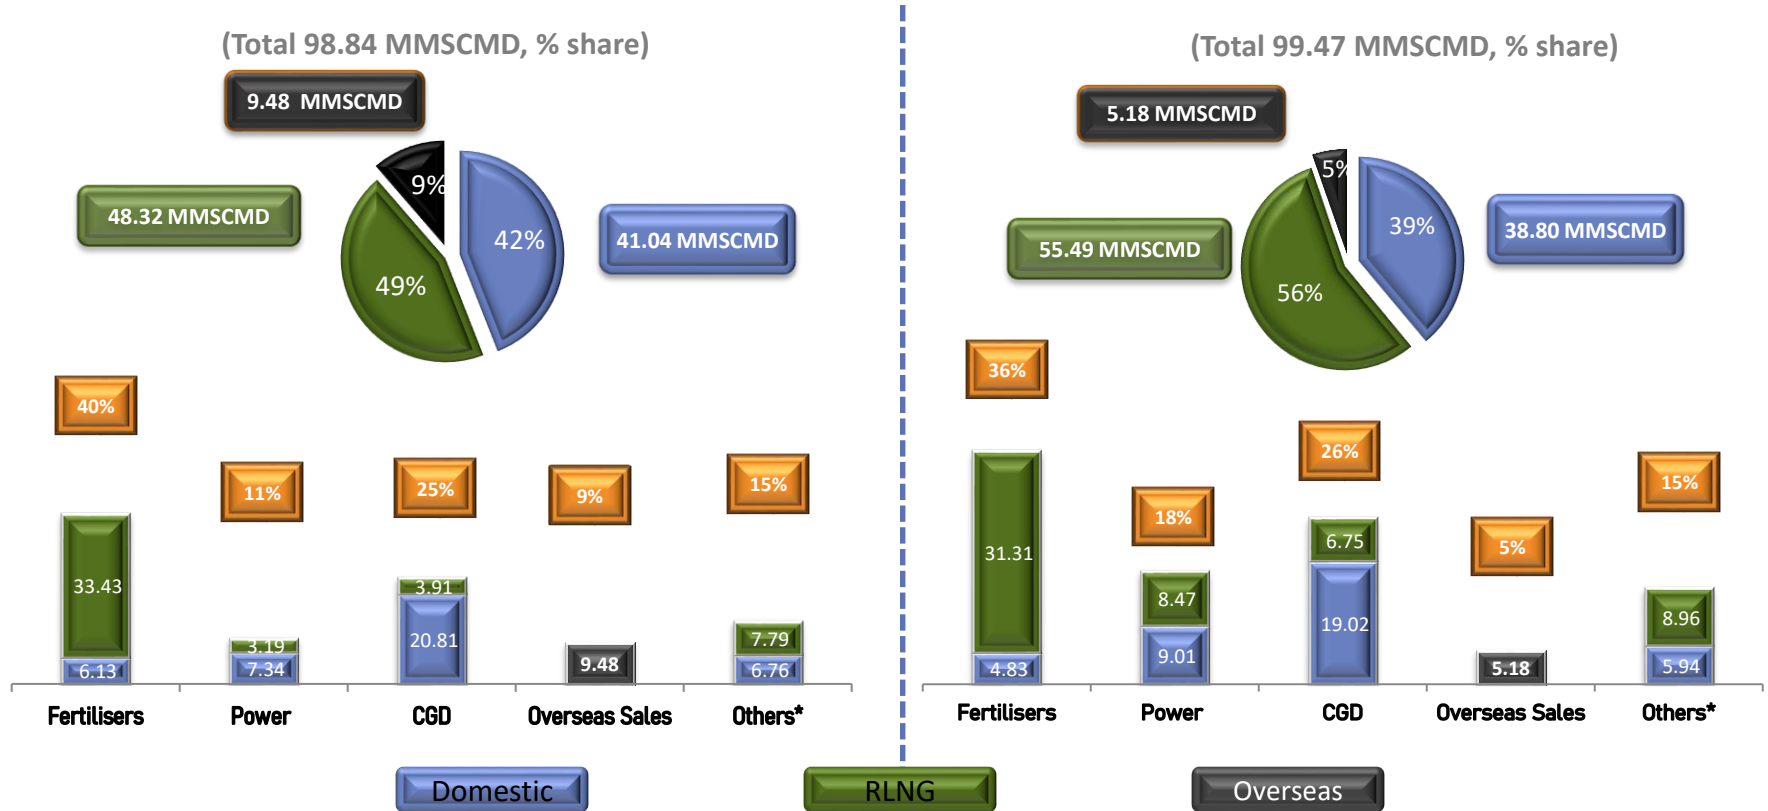 (Total 98.84 MMSCMD, % share)
9.48 MMSCMD
9%
48.32 MMSCMD
42%
41.04 MMSCMD
49%
40%
11%
25%
9%
15%
33.43
6.13
3.19
7.34
3.91
20.81
9.48
7.79
6.76
Fertilisers
Power
CGD
Overseas Sales
Others*
(Total 99.47 MMSCMD, % share)
5.18 MMSCMD
5%
39%
38.80 MMSCMD
55.49 MMSCMD
56%
36%
18%
26%
5%
15%
31.31
4.83
8.47
9.01
6.75
19.02
5.18
8.96
5.94
Fertilisers
Power
CGD
Overseas Sales
Others*
Domestic
RLNG
Overseas